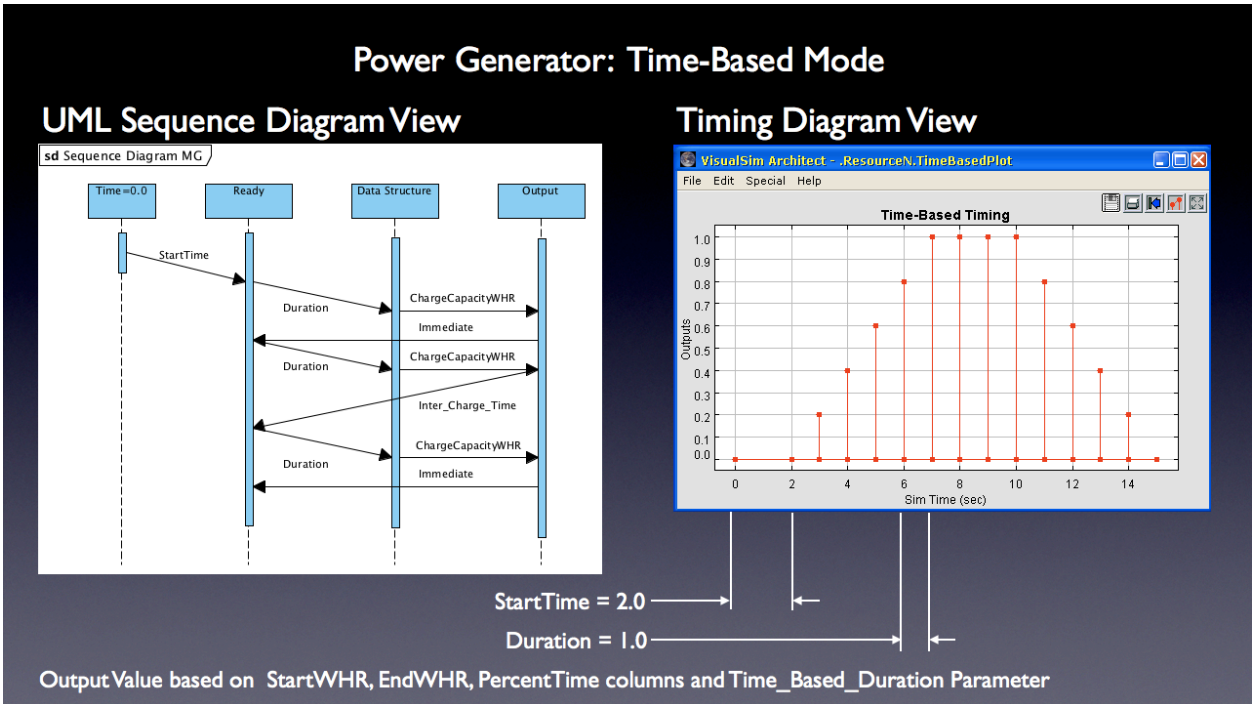 Power Generator: Time-Based Mode
UML Sequence Diagram View
sd Sequence Diagram MG
Time=0.0
Ready
Data Structure
Output
StartTime
Duration
ChargeCapacityWHR
Immediate
Duration
ChargeCapacityWHR
Inter_Charge_Time
ChargeCapacityWHR
Duration
Immediate
Timing Diagram View
VisualSim Architect - .ResourceN.TimeBasedPlot
File Edit Special Help
Time-Based Timing
1.0
0.9
0.8
0.7
0.6
0.5
0.4
0.3
0.2
0.1
0.0
Outputs
0 2 4 6 8 10 12 14
Sim Time (sec)
StartTime = 2.0
Duration = 1.0
Output Value based on StartWHR, EndWHR, PercentTime columns and Time_Based_Duration Parameter